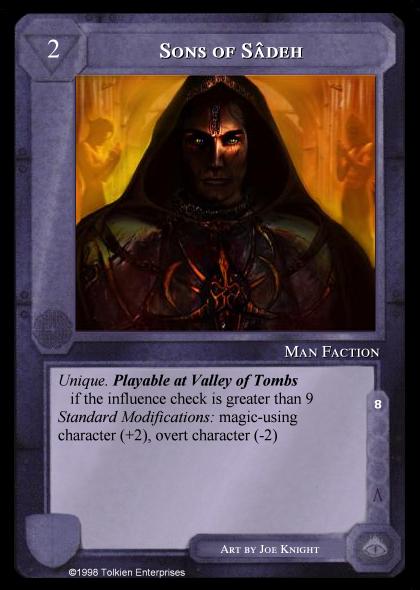 2
SONS OF SÂDEH
MAN FACTION
Unique. Playable at Valley of Tombs
if the influence check is greater than 9
Standard Modifications: magic-using
character (+2), overt character (-2)
8
ART BY JOE KNIGHT
©1998 Tolkien Enterprises